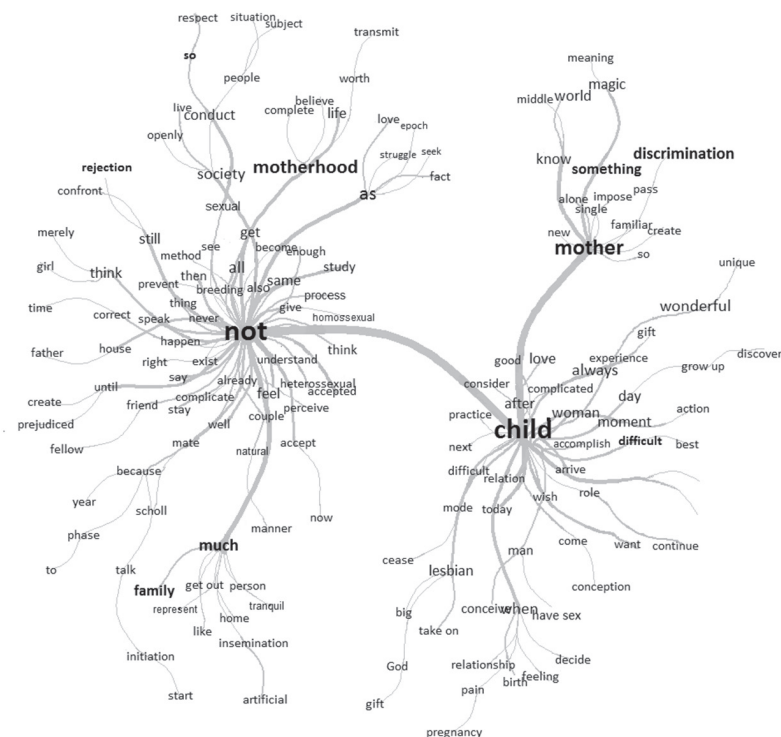 respect
situation
subject
transmit
so
people
worth
live
conduct
complete
believe
life
openly
love
epoch
struggle
seek
fact
rejection
society
motherhood
as
confront
sexual
merely
still
see
get
method
become
enough
girl
think
then
all
prevent
breeding
also
same
study
thing
process
time
correct
speak
never
give
homossexual
not
happen
father
house
right
exist
understand
think
say
already
feel
heterossexual
accepted
until
complicate
create
friend
stay
couple
perceive
prejudiced
well
mate
natural
accept
fellow
because
year
scholl
manner
now
phase
much
to
talk
family
get out
person
represent
tranquil
home
like
insemination
initiation
start
artificial
meaning
magic
middle
world
know
discrimination
something
alone
impose
pass
single
new
familiar
create
mother
so
unique
wonderful
gift
good
love
experience
discover
always
grow up
consider
complicated
after
day
practice
woman
moment
action
child
next
accomplish
difficult
best
difficult
arrive
relation
wish
role
mode
today
man
come
want
continue
cease
lesbian
conception
big
conceive
when
have sex
take on
God
relationship
decide
feeling
birth
gift
pain
pregnancy